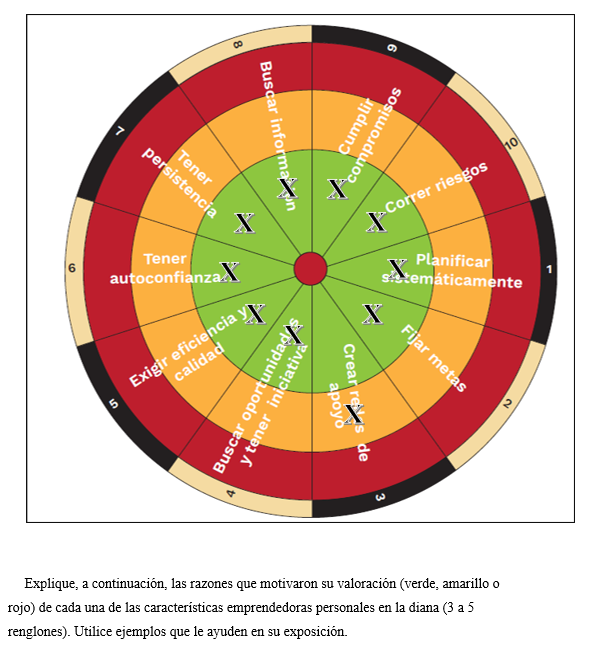 8
9
Buscar información
Cumplir
compromisos
7
10
Tener
persistencia
Correr riesgos
X
X
X
X
6
Tener
autoconfianza
X
X
Planificar
sistemáticamente
1
Exigir eficiencia y
calidad
X
X
Fijar metas
X
Buscar oportunidades
y tener iniciativa
Crear redes de
apoyo
X
5
2
4
3
Explique, a continuación, las razones que motivaron su valoración (verde, amarillo o
rojo) de cada una de las características emprendedoras personales en la diana (3 a 5
renglones). Utilice ejemplos que le ayuden en su exposición.